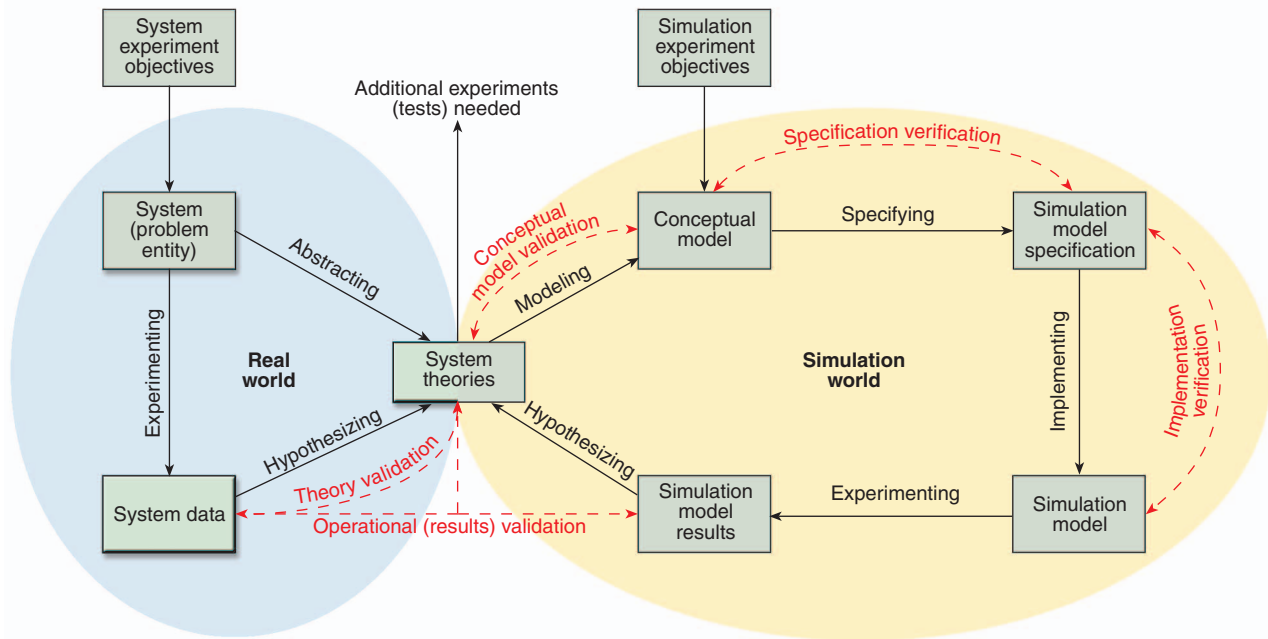 System
experiment
objectives
Simulation
experiment
objectives
Additional experiments
(tests) needed
Specification verification
System
(problem
entity)
Abstracting
Conceptual
model validation
Modeling
Conceptual
model
Specifying
Simulation
model
specification
Experimenting
Real
world
System
theories
Simulation
world
Implementing
Implementation
verification
Hypothesizing
Theory validation
Hypothesizing
System data
Operational (results) validation
Simulation
model
results
Experimenting
Simulation
model